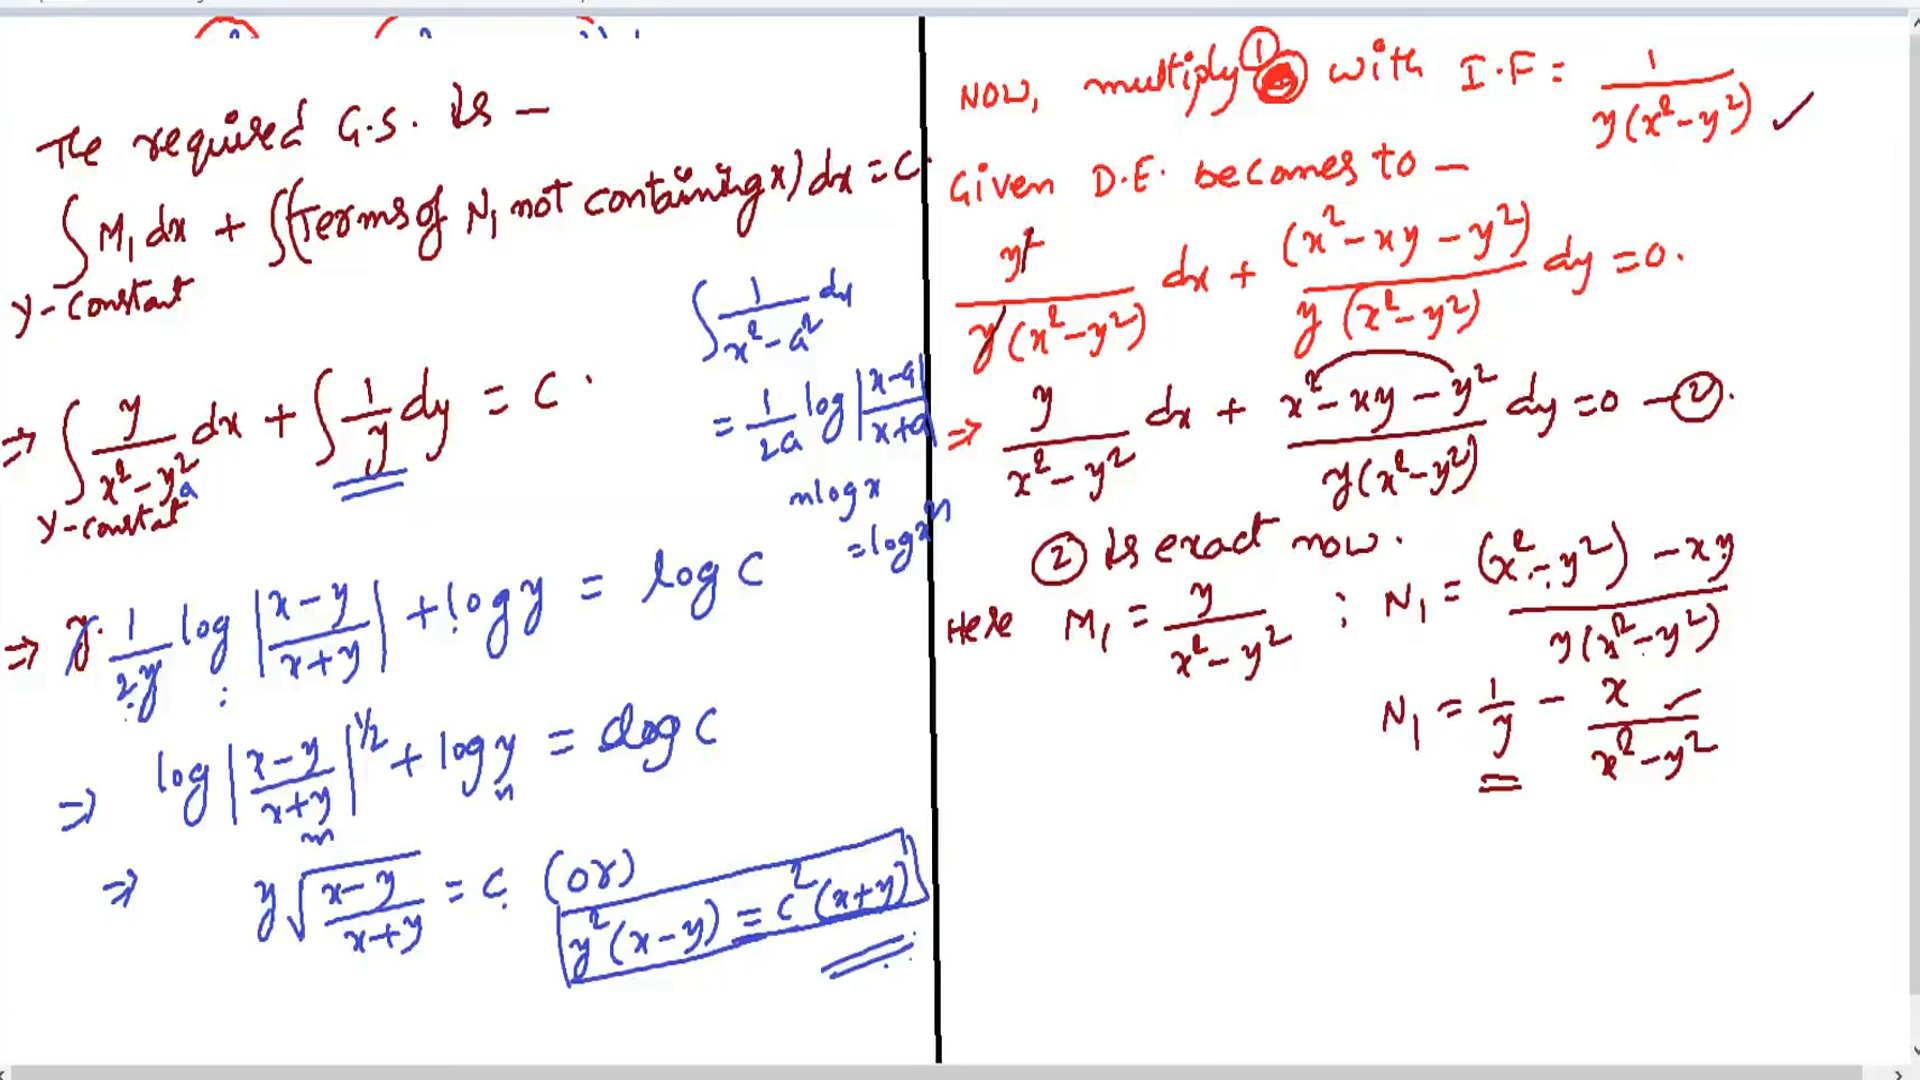 The required G.S. is –
∫ M₁ dx + ∫(Terms of N₁ not containing x) dx = C.
y-constant
⇒ ∫ y/(x² – y²) dx + ∫ 1/y dy = C.
a
y-constant
∫ 1/(x² – a²) dy
= 1/2a log |(x–a)/(x+a)|
n log x
= log xⁿ
⇒ y. 1/2y log |(x–y)/(x+y)| + log y = log C
⇒ log |(x–y)/(x+y)|^1/2 + log y = log C
m n
⇒ y √((x–y)/(x+y)) = C (or)
y² (x–y) = C² (x+y)
NOW, multiply ① with I.F = 1/(y(x² – y²)) ✓
Given D.E. becomes to –
y²/(y(x² – y²)) dx + (x² – xy – y²)/(y(x² – y²)) dy = 0.
⇒ y/(x² – y²) dx + (x² – xy – y²)/(y(x² – y²)) dy = 0 – ②.
② is exact now.
Here M₁ = y/(x² – y²) ; N₁ = ((x² – y²) – xy)/(y(x² – y²))
N₁ = 1/y – x/(x² – y²)